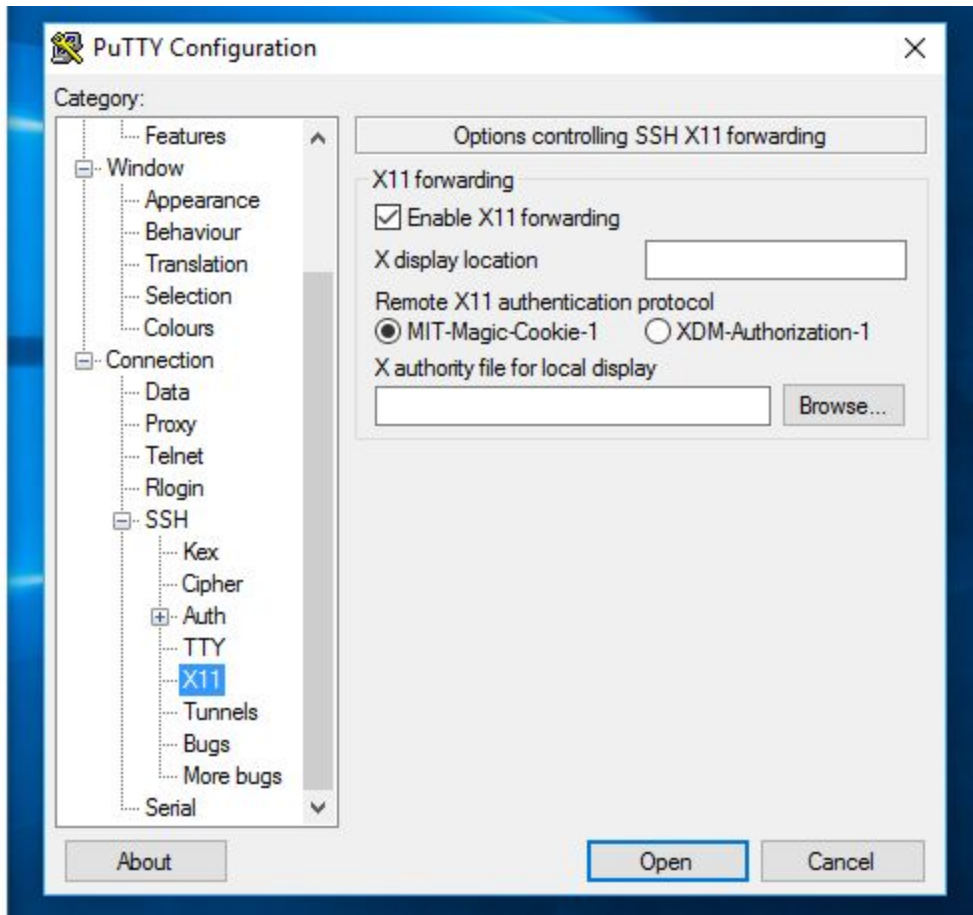 PuTTY Configuration
Category:
Features
Window
Appearance
Behaviour
Translation
Selection
Colours
Connection
Data
Proxy
Telnet
Rlogin
SSH
Kex
Cipher
Auth
TTY
X11
Tunnels
Bugs
More bugs
Serial
Options controlling SSH X11 forwarding
X11 forwarding
Enable X11 forwarding
X display location
Remote X11 authentication protocol
MIT-Magic-Cookie-1 XDM-Authorization-1
X authority file for local display
Browse...
About Open Cancel